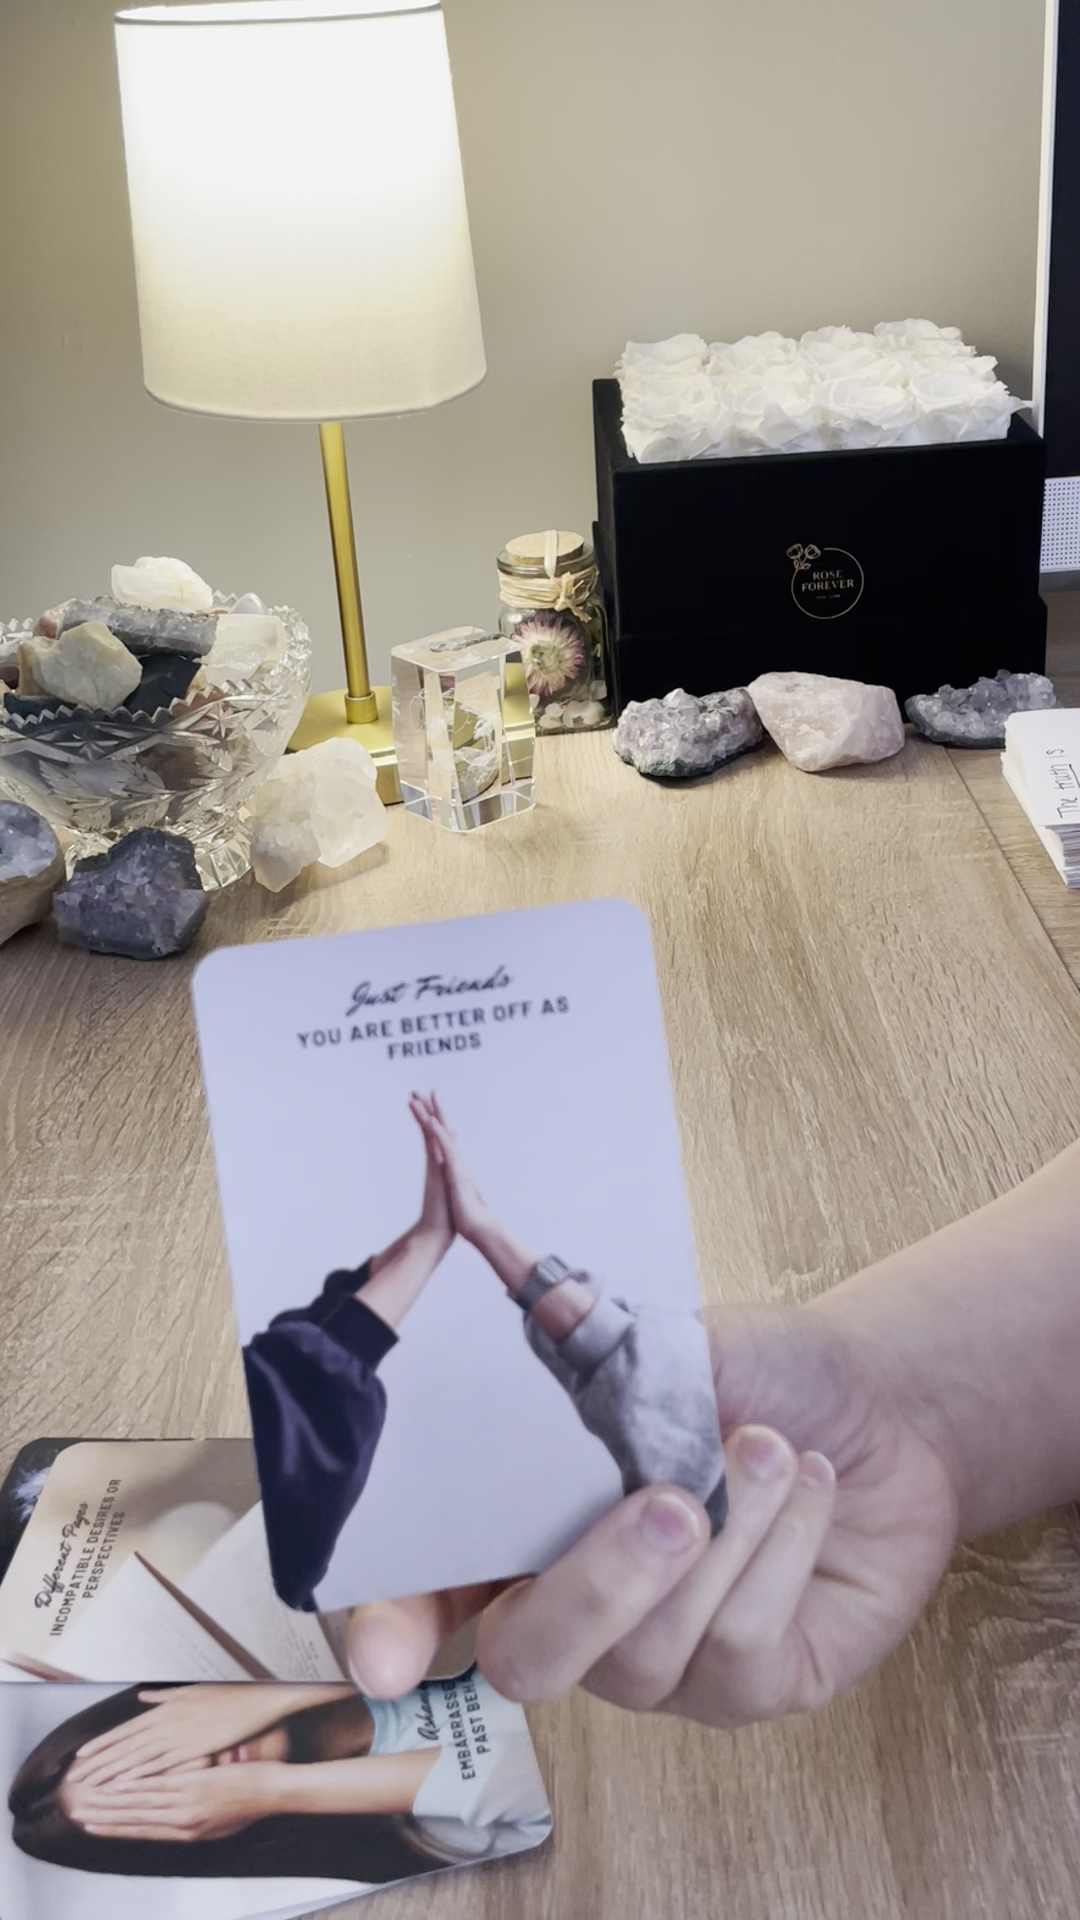 ROSE
FOREVER
The truth is
Just Friends
YOU ARE BETTER OFF AS
FRIENDS
Different Pages
INCOMPATIBLE DESIRES OR
PERSPECTIVES
EMBARRASSE
PAST BEH